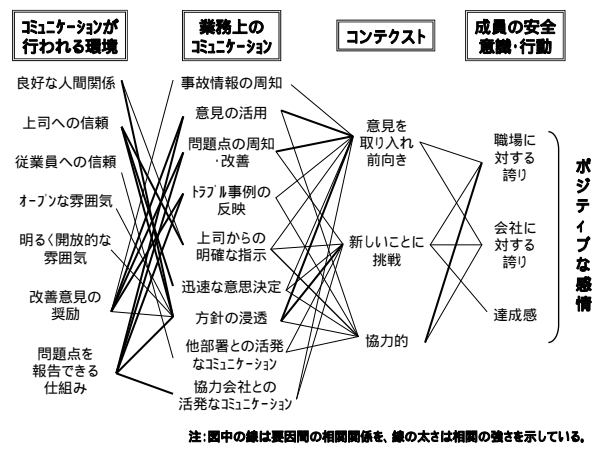 コミュニケーションが
行われる環境
業務上の
コミュニケーション
コンテクスト
成員の安全
意識・行動
良好な人間関係
上司への信頼
従業員への信頼
オープンな雰囲気
明るく開放的な
雰囲気
改善意見の
奨励
問題点を
報告できる
仕組み
事故情報の周知
意見の活用
問題点の周知
・改善
トラブル事例の
反映
上司からの
明確な指示
迅速な意思決定
方針の浸透
他部署との活発
なコミュニケーション
協力会社との
活発なコミュニケーション
意見を
取り入れ
前向き
新しいことに
挑戦
協力的
職場に
対する
誇り
会社に
対する
誇り
達成感
ポジティブな感情
注:図中の線は要因間の相関関係を、線の太さは相関の強さを示している。